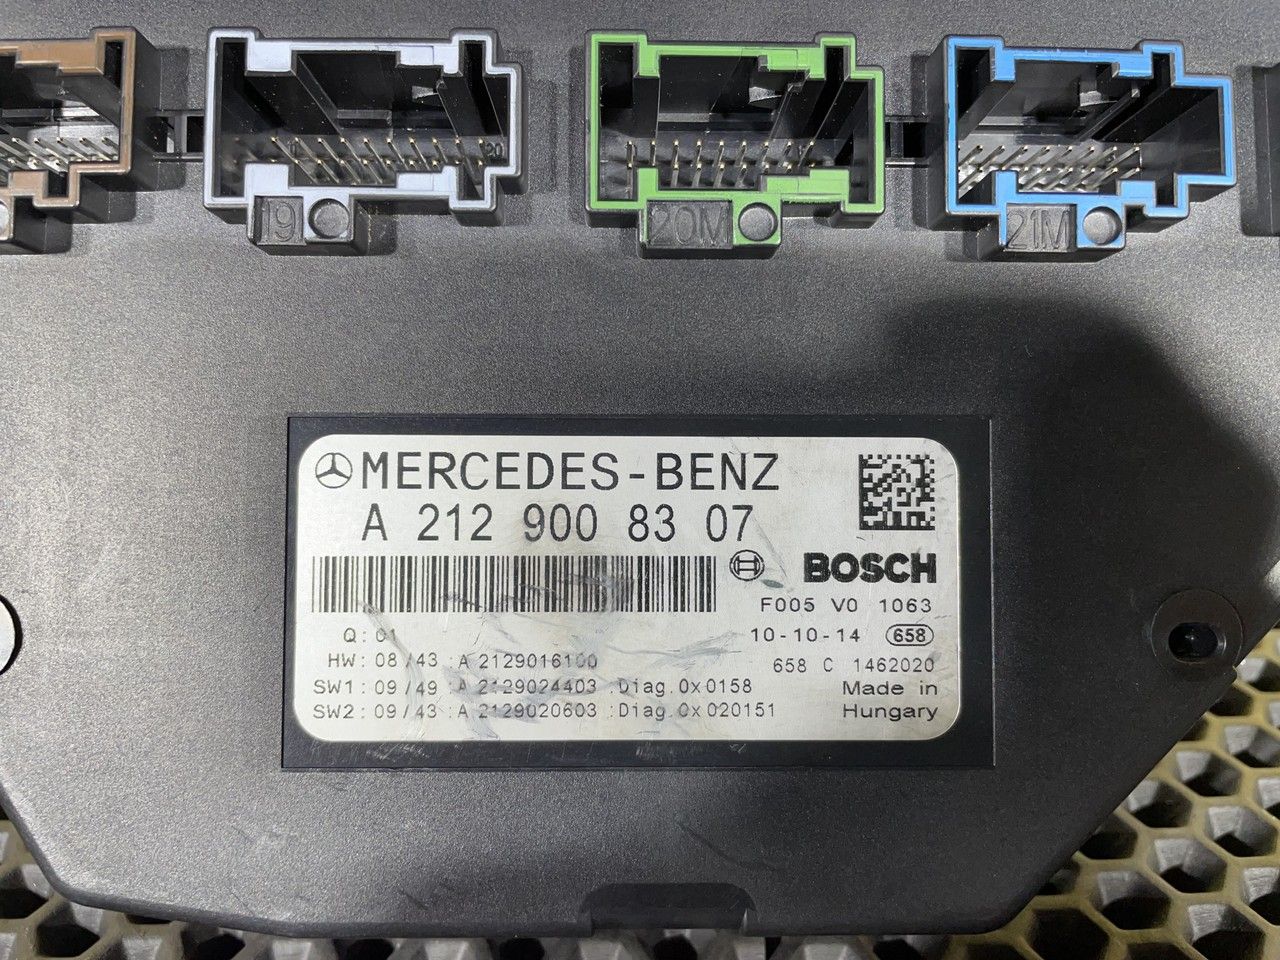 20
19
20M
21M
MERCEDES-BENZ
A 212 900 83 07
BOSCH
F005 V0 1063
Q: 01
10-10-14 658
HW: 08/43 :A 2129016100
658 C 1462020
SW1: 09/49 :A 2129024403 :Diag.0x0158
Made in
SW2: 09/43 :A 2129020603 :Diag.0x020151
Hungary